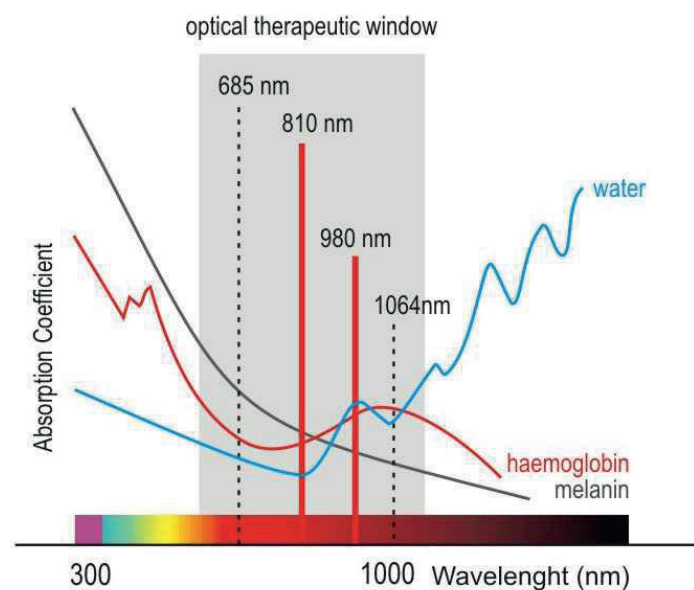 optical therapeutic window
685 nm
810 nm
water
980 nm
1064nm
Absorption Coefficient
haemoglobin
melanin
300
1000
Wavelenght (nm)